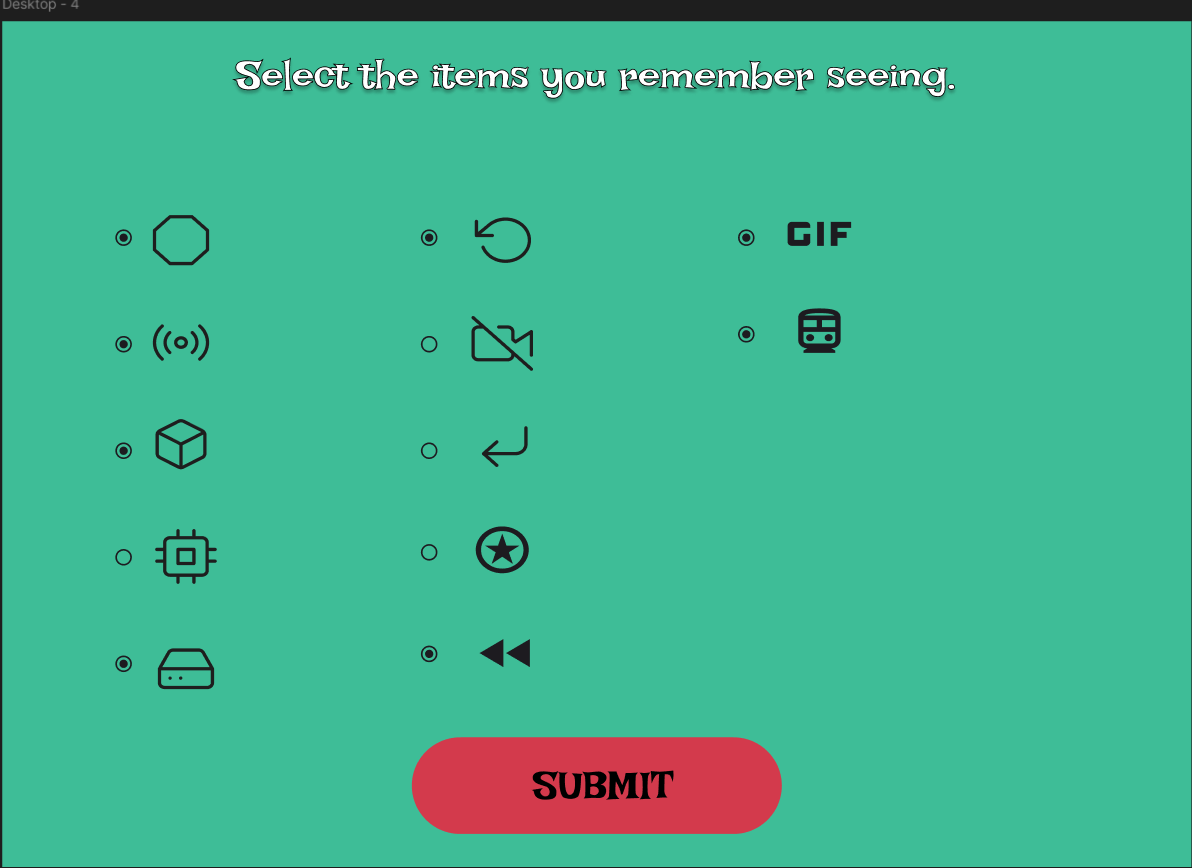 Desktop - 4
Select the items you remember seeing.
GIF
SUBMIT